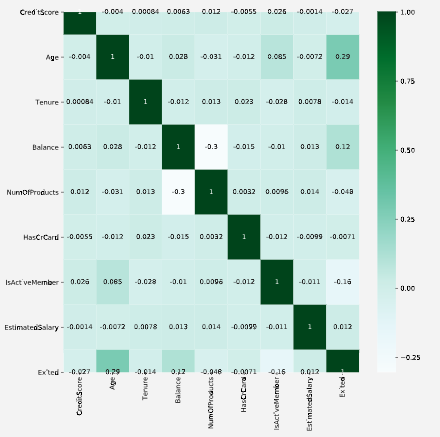 CreditScore 1 -0.004 0.00084 0.0063 0.012 -0.0055 0.026 -0.0014 -0.027
Age -0.004 1 -0.01 0.028 -0.031 -0.012 0.085 -0.0072 0.29
Tenure 0.00084 -0.01 1 -0.012 0.013 0.023 -0.028 0.0078 -0.014
Balance 0.0063 0.028 -0.012 1 -0.3 -0.015 -0.01 0.013 0.12
NumOfProducts 0.012 -0.031 0.013 -0.3 1 0.0032 0.0096 0.014 -0.048
HasCrCard -0.0055 -0.012 0.023 -0.015 0.0032 1 -0.012 -0.0099 -0.0071
IsActiveMember 0.026 0.085 -0.028 -0.01 0.0096 -0.012 1 -0.011 -0.16
EstimatedSalary -0.0014 -0.0072 0.0078 0.013 0.014 -0.0099 -0.011 1 0.012
Exited -0.027 0.29 -0.014 0.12 -0.048 -0.0071 -0.16 0.012 1
CreditScore
Age
Tenure
Balance
NumOfProducts
HasCrCard
IsActiveMember
EstimatedSalary
Exited
1.00
0.75
0.50
0.25
0.00
-0.25